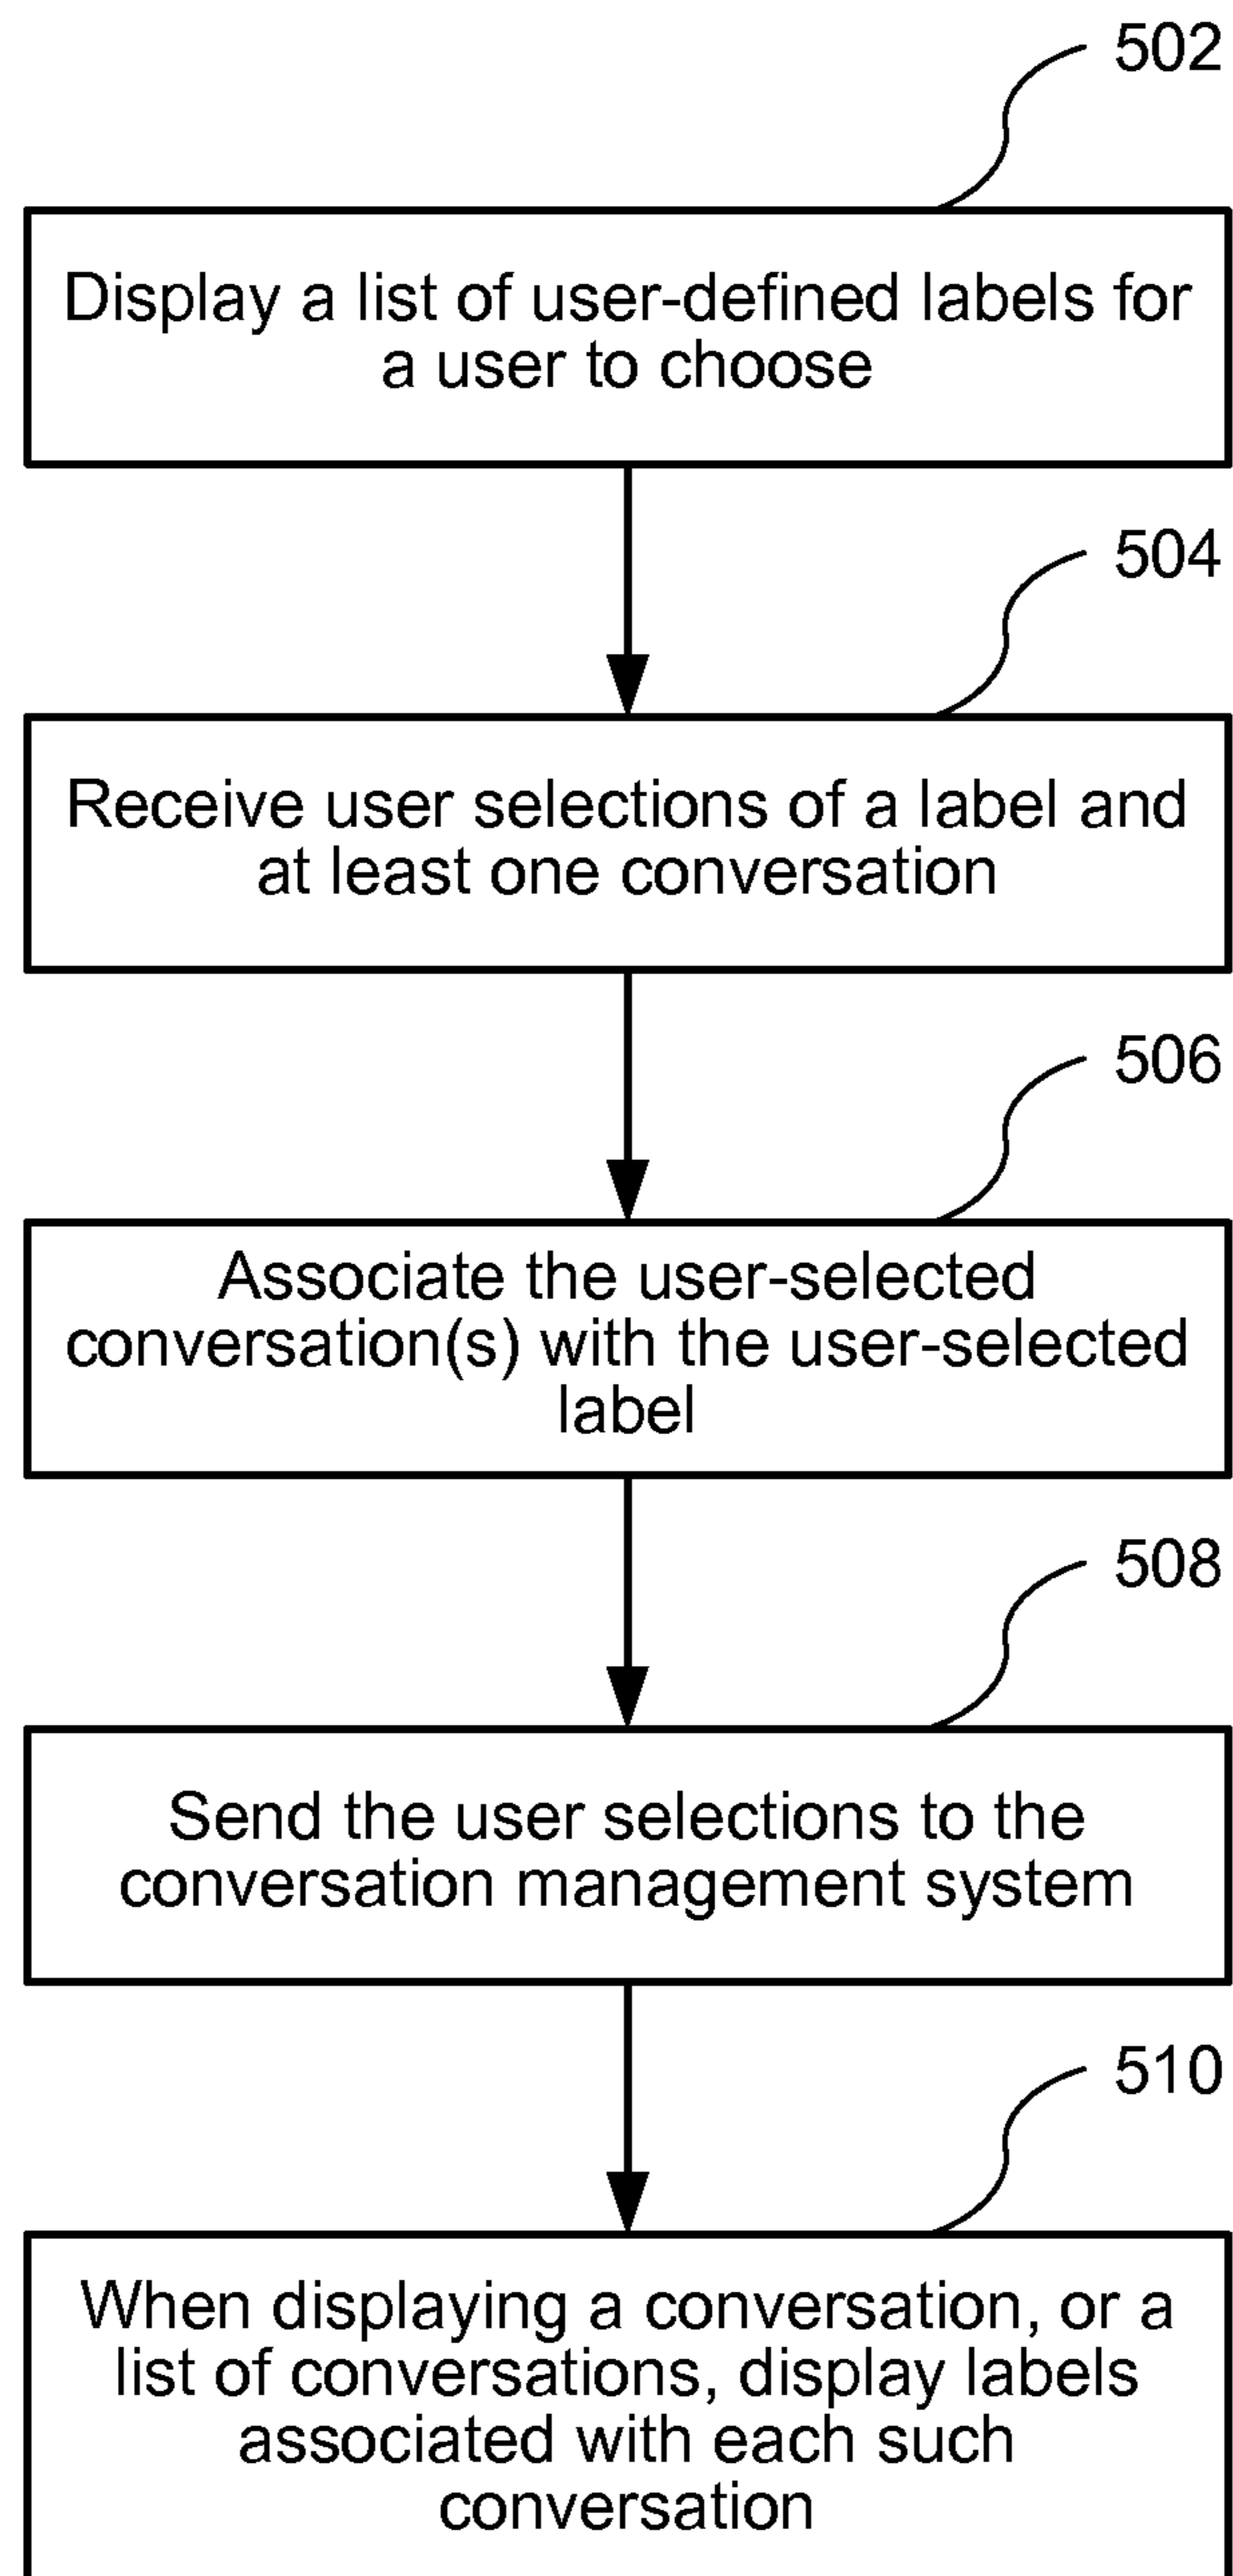 502
Display a list of user-defined labels for
a user to choose
504
Receive user selections of a label and
at least one conversation
506
Associate the user-selected
conversation(s) with the user-selected
label
508
Send the user selections to the
conversation management system
510
When displaying a conversation, or a
list of conversations, display labels
associated with each such
conversation